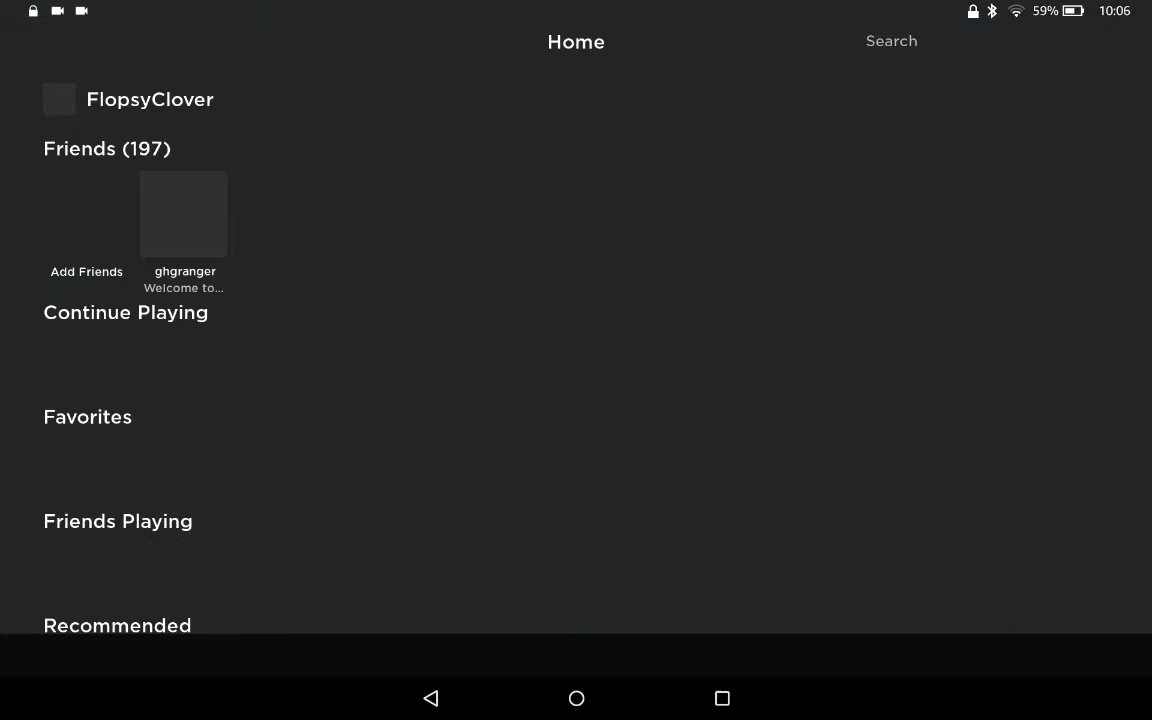 59% 10:06
Home
Search
FlopsyClover
Friends (197)
Add Friends
ghgranger
Welcome to...
Continue Playing
Favorites
Friends Playing
Recommended